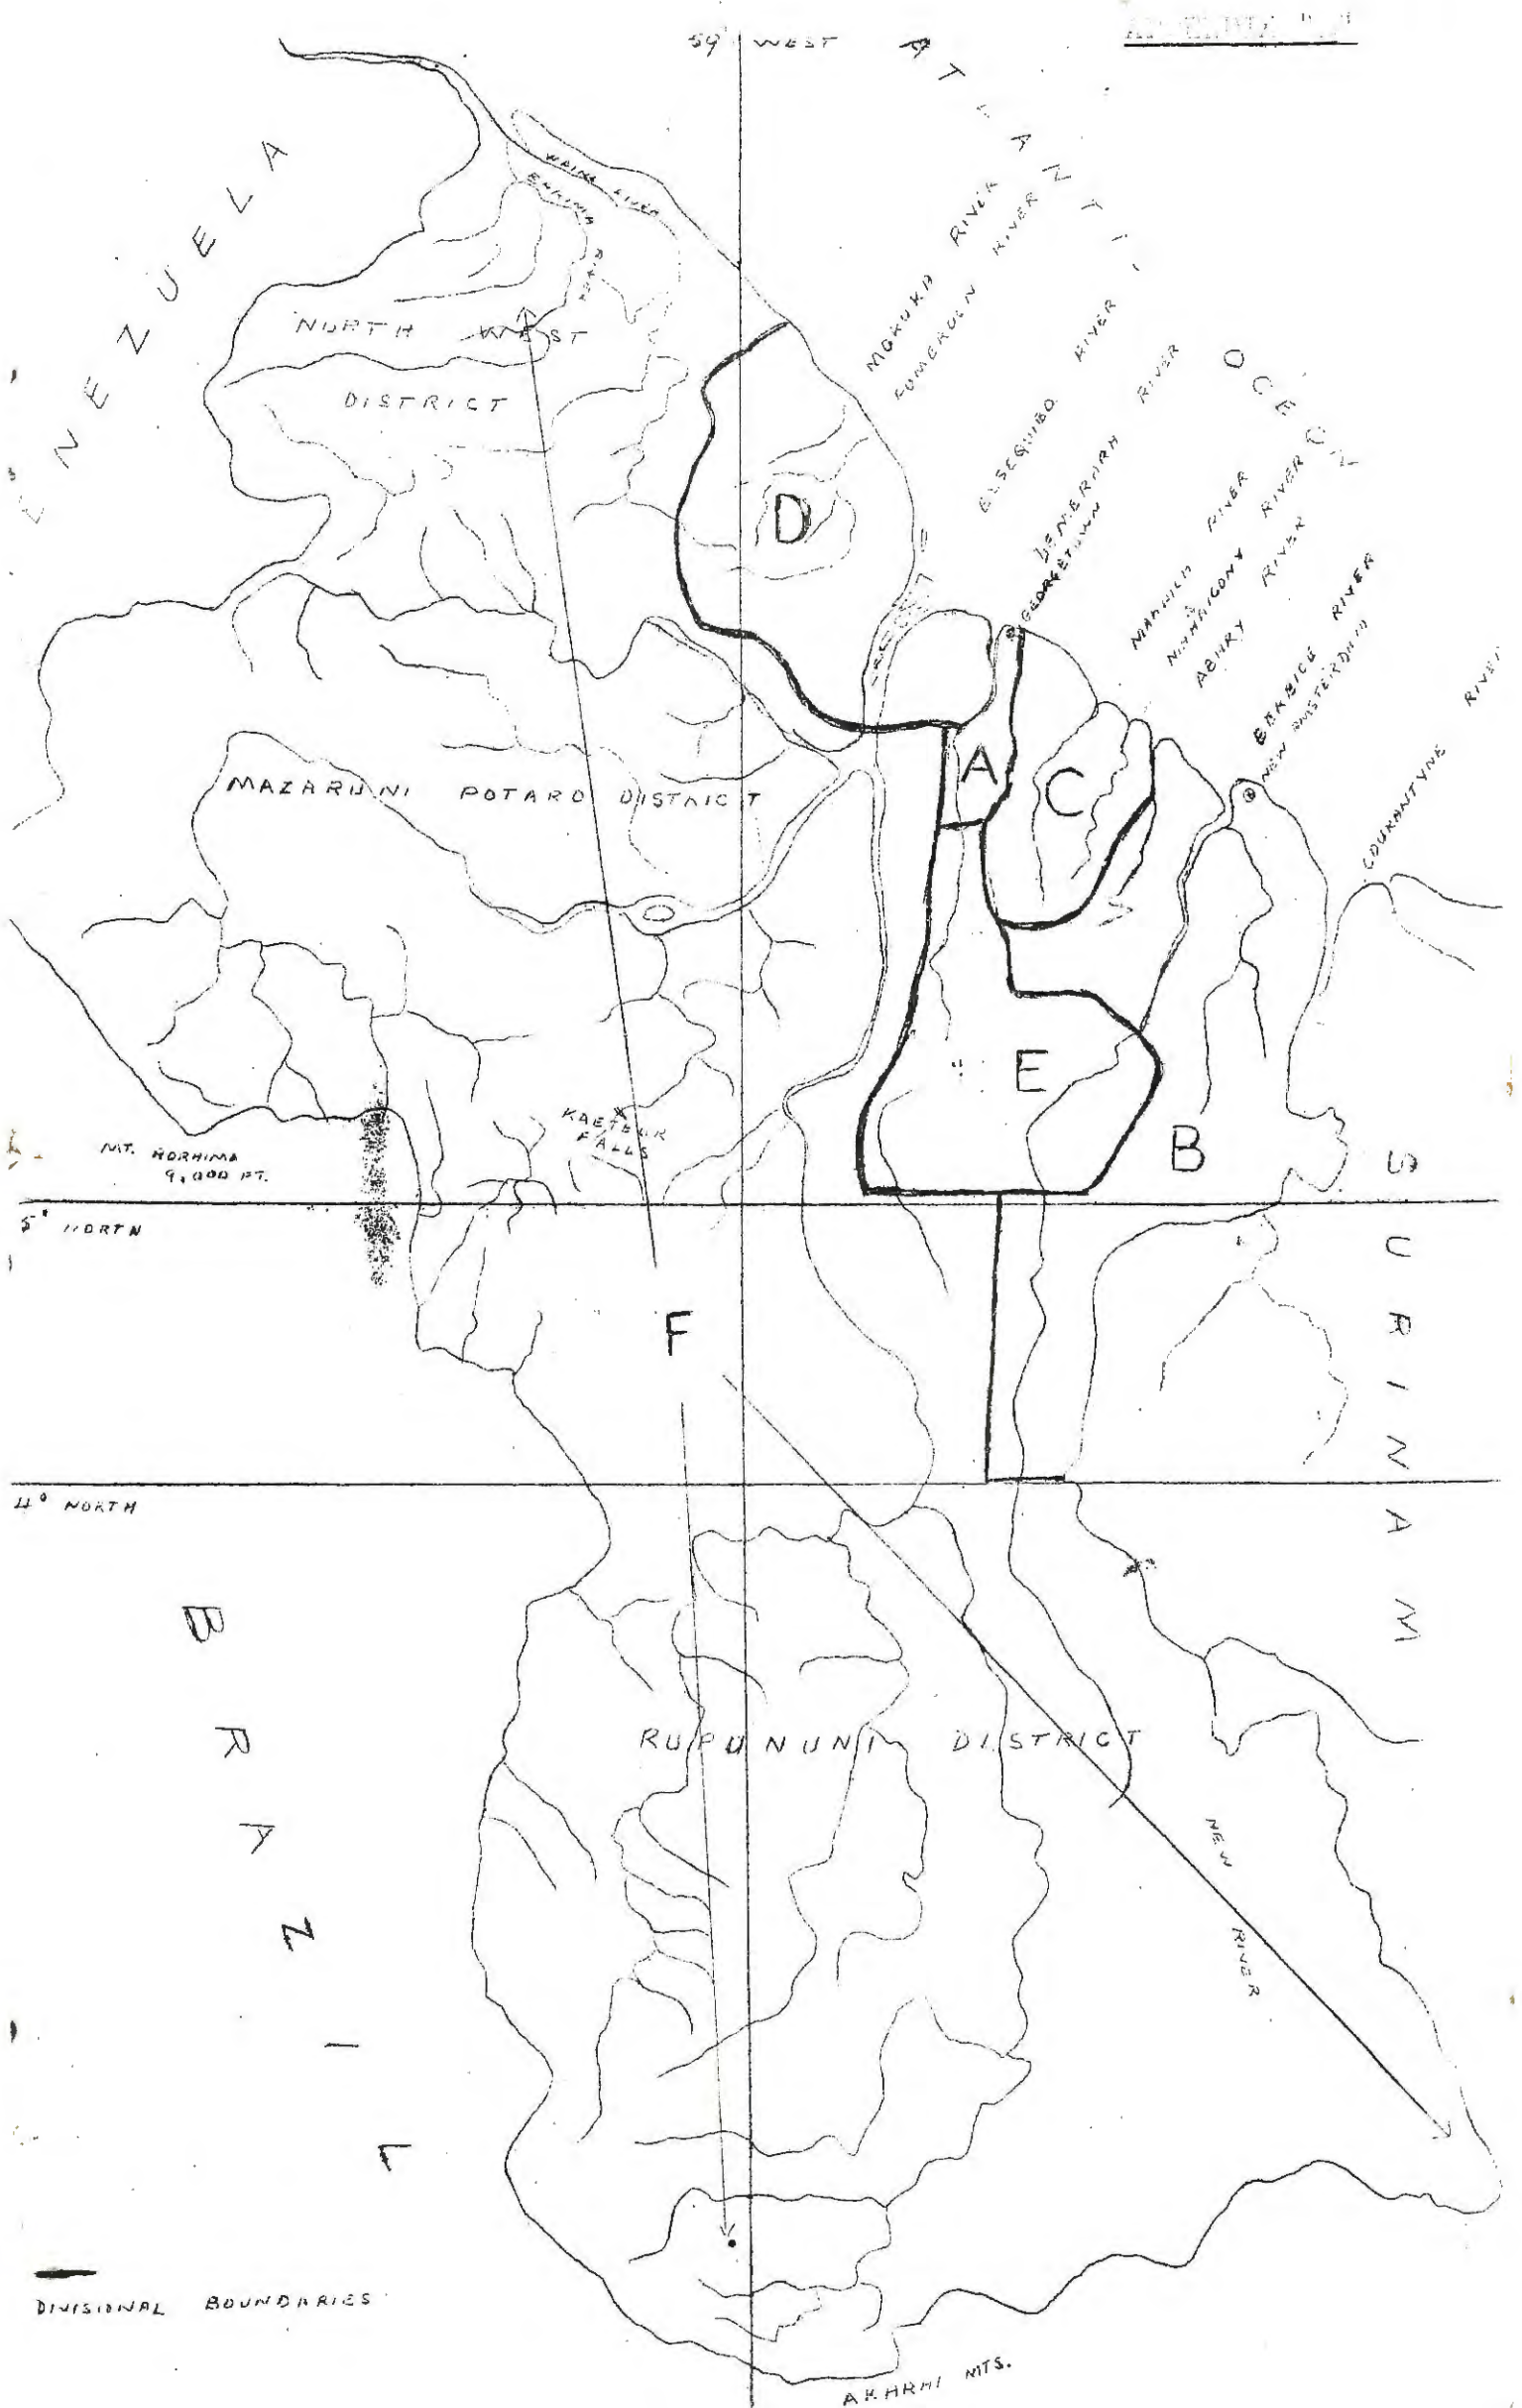 59° WEST
ATLANTIC OCEAN
VENEZUELA
WAINI RIVER
RIVER
NORTH WEST
DISTRICT
MORUKA RIVER
POMEROON RIVER
ESSEQUIBO RIVER
DEMERARA RIVER
GEORGETOWN
MAHAICA RIVER
&
MAHAICONY RIVER
ABARY RIVER
BERBICE RIVER
NEW AMSTERDAM
COURANTYNE RIVER
D
A
C
MAZARUNI POTARO DISTRICT
E
KAETEUR
FALLS
MT. RORAIMA
9,000 FT.
B
5° NORTH
F
SURINAM
4° NORTH
BRAZIL
RUPUNUNI DISTRICT
NEW RIVER
DIVISIONAL BOUNDARIES
AKARAI MTS.